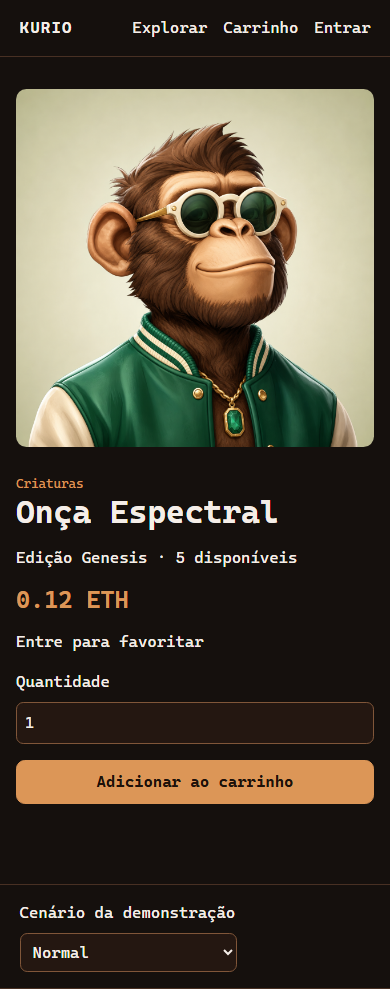 KURIO Explorar Carrinho Entrar
Criaturas
Onça Espectral
Edição Genesis · 5 disponíveis
0.12 ETH
Entre para favoritar
Quantidade
1
Adicionar ao carrinho
Cenário da demonstração
Normal